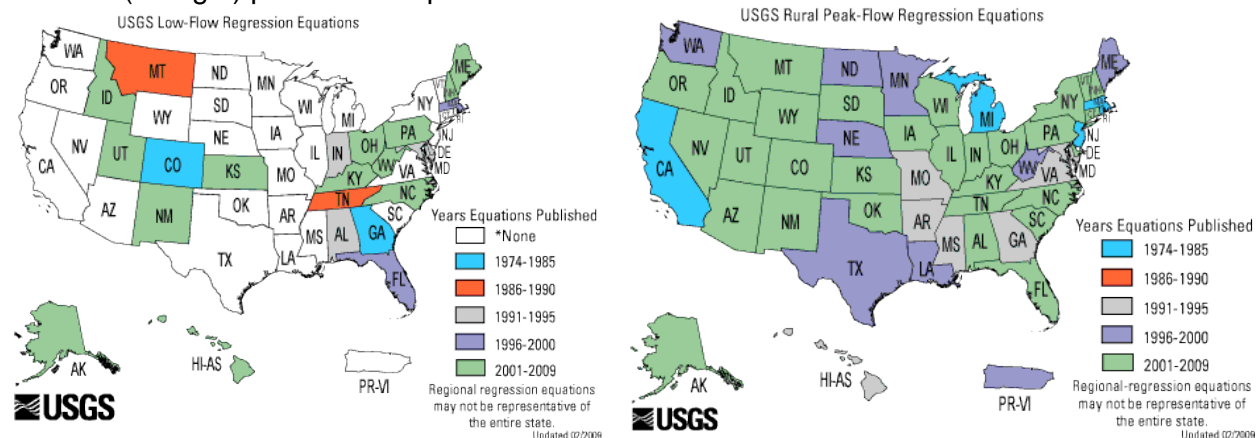 USGS Low-Flow Regression Equations
WA
OR
CA
NV
ID
MT
WY
UT
AZ
CO
NM
ND
SD
NE
KS
OK
TX
MN
IA
MO
AR
LA
WI
IL
MI
IN
OH
KY
TN
MS
AL
GA
FL
SC
NC
VA
WV
PA
NY
ME
NJ
DE
MD
AK
HI-AS
PR-VI
Years Equations Published
*None
1974-1985
1986-1990
1991-1995
1996-2000
2001-2009
Regional regression equations
may not be representative of
the entire state.
Updated 02/2009
USGS
USGS Rural Peak-Flow Regression Equations
WA
OR
CA
NV
ID
MT
WY
UT
AZ
CO
NM
ND
SD
NE
KS
OK
TX
MN
IA
MO
AR
LA
WI
IL
MI
IN
OH
KY
TN
MS
AL
GA
FL
SC
NC
VA
WV
PA
NY
VT
NH
ME
NJ
DE
MD
AK
HI-AS
PR-VI
Years Equations Published
1974-1985
1986-1990
1991-1995
1996-2000
2001-2009
Regional-regression equations
may not be representative of
the entire state.
Updated 02/2009
USGS